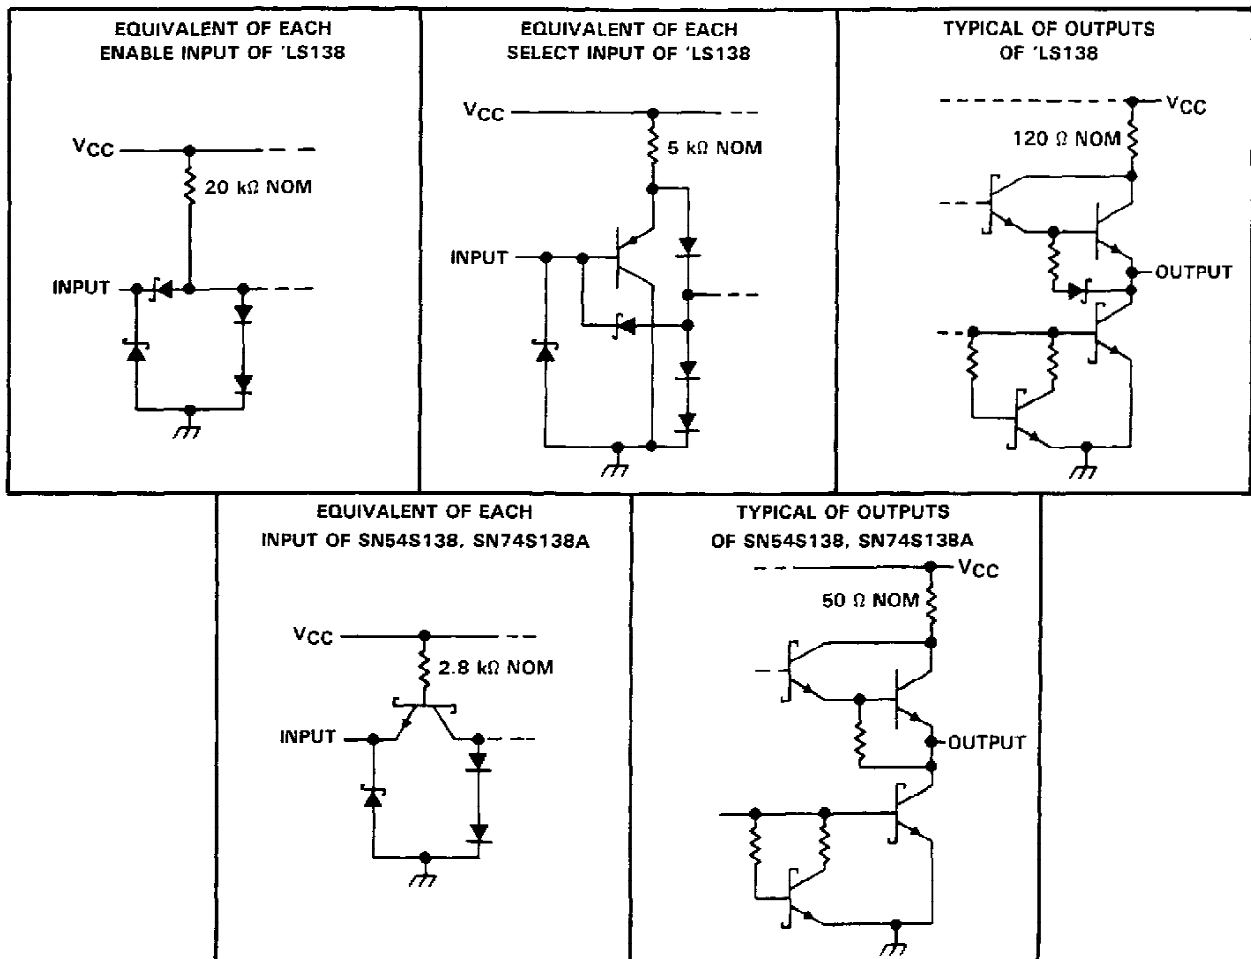 EQUIVALENT OF EACH
ENABLE INPUT OF 'LS138
VCC
20 kΩ NOM
INPUT
EQUIVALENT OF EACH
SELECT INPUT OF 'LS138
VCC
5 kΩ NOM
INPUT
TYPICAL OF OUTPUTS
OF 'LS138
VCC
120 Ω NOM
OUTPUT
EQUIVALENT OF EACH
INPUT OF SN54S138, SN74S138A
VCC
2.8 kΩ NOM
INPUT
TYPICAL OF OUTPUTS
OF SN54S138, SN74S138A
VCC
50 Ω NOM
OUTPUT